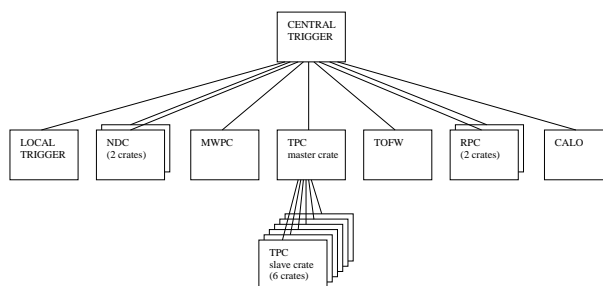 CENTRAL
TRIGGER
LOCAL
TRIGGER
NDC
(2 crates)
MWPC
TPC
master crate
TOFW
RPC
(2 crates)
CALO
TPC
slave crate
(6 crates)